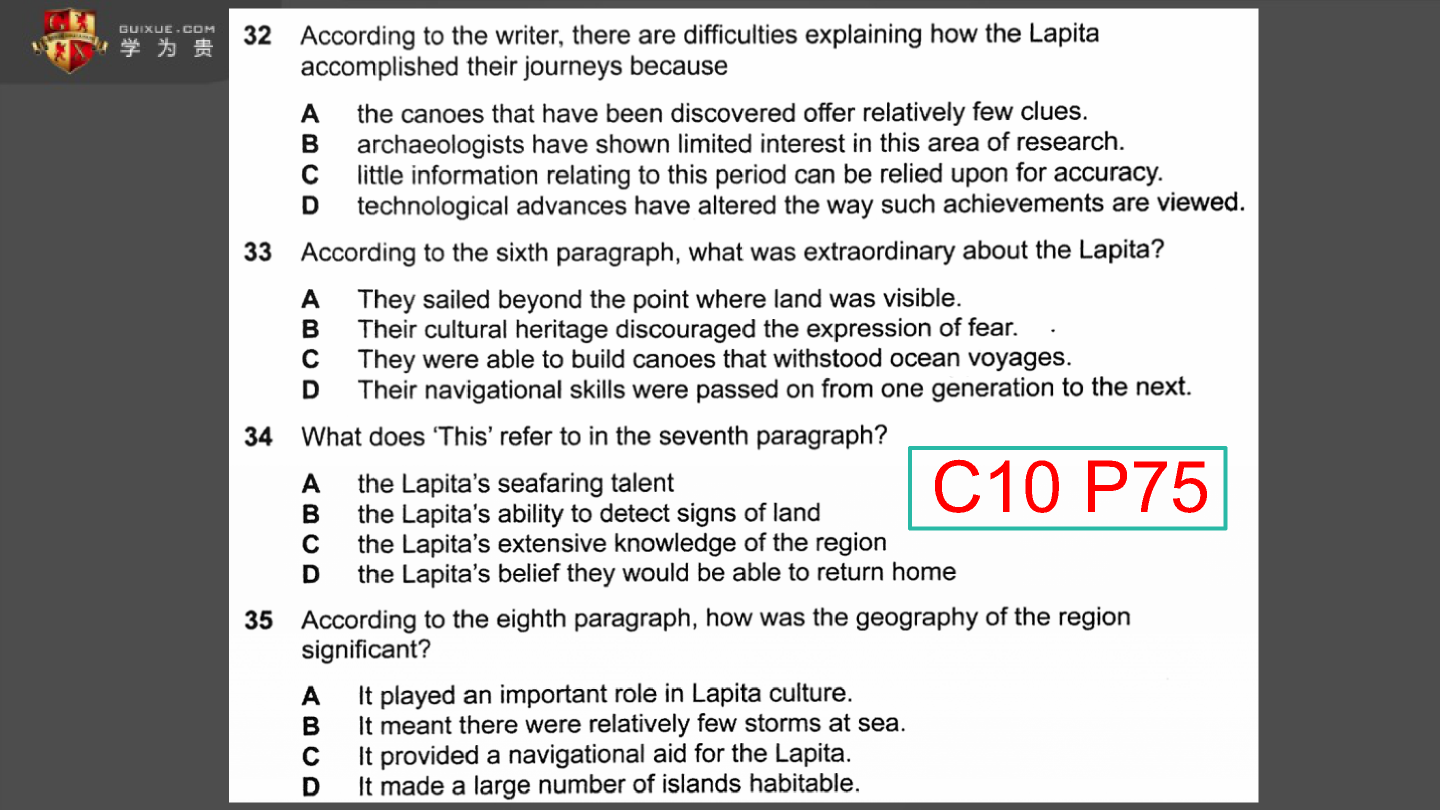 GUIXUE.COM
学为贵
32 According to the writer, there are difficulties explaining how the Lapita
accomplished their journeys because
A the canoes that have been discovered offer relatively few clues.
B archaeologists have shown limited interest in this area of research.
C little information relating to this period can be relied upon for accuracy.
D technological advances have altered the way such achievements are viewed.
33 According to the sixth paragraph, what was extraordinary about the Lapita?
A They sailed beyond the point where land was visible.
B Their cultural heritage discouraged the expression of fear.
C They were able to build canoes that withstood ocean voyages.
D Their navigational skills were passed on from one generation to the next.
34 What does ‘This’ refer to in the seventh paragraph?
A the Lapita’s seafaring talent
B the Lapita’s ability to detect signs of land
C the Lapita’s extensive knowledge of the region
D the Lapita’s belief they would be able to return home
C10 P75
35 According to the eighth paragraph, how was the geography of the region
significant?
A It played an important role in Lapita culture.
B It meant there were relatively few storms at sea.
C It provided a navigational aid for the Lapita.
D It made a large number of islands habitable.